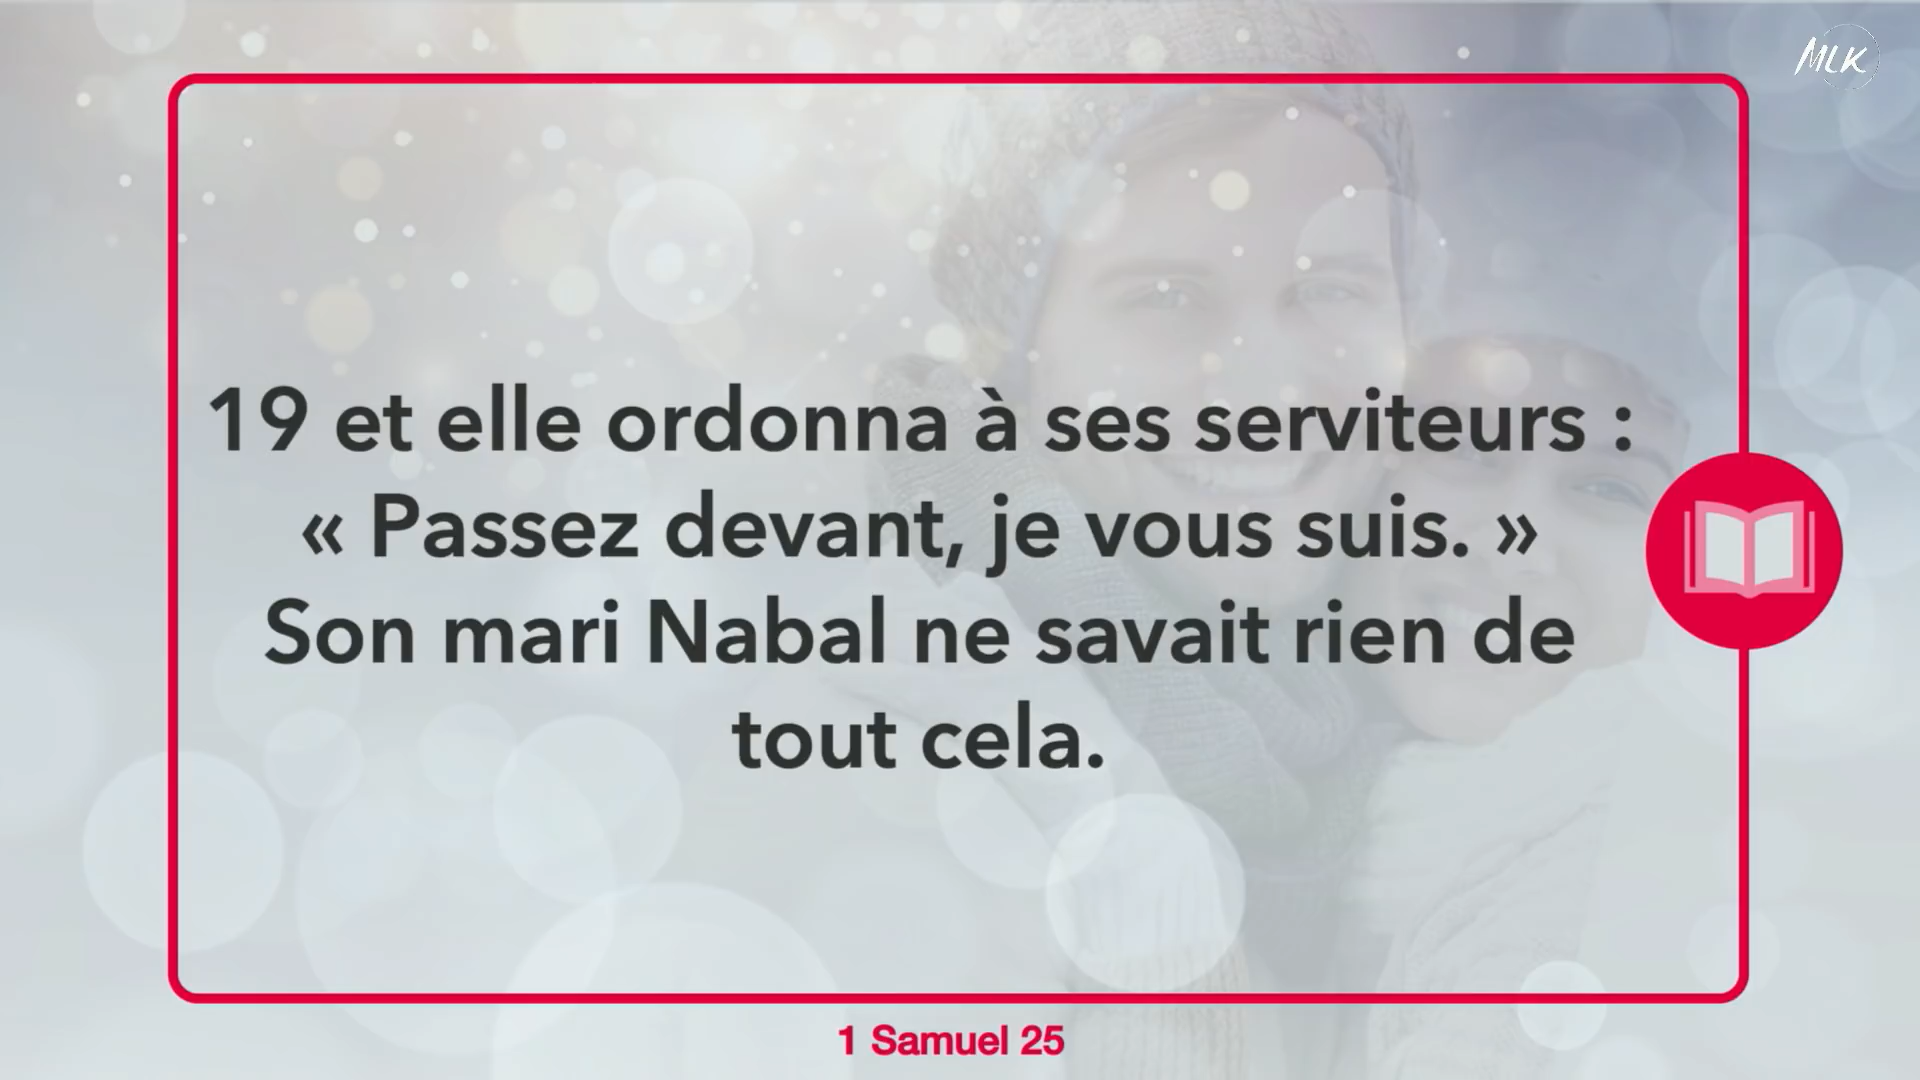 MLK
19 et elle ordonna à ses serviteurs :
« Passez devant, je vous suis. »
Son mari Nabal ne savait rien de
tout cela.
1 Samuel 25